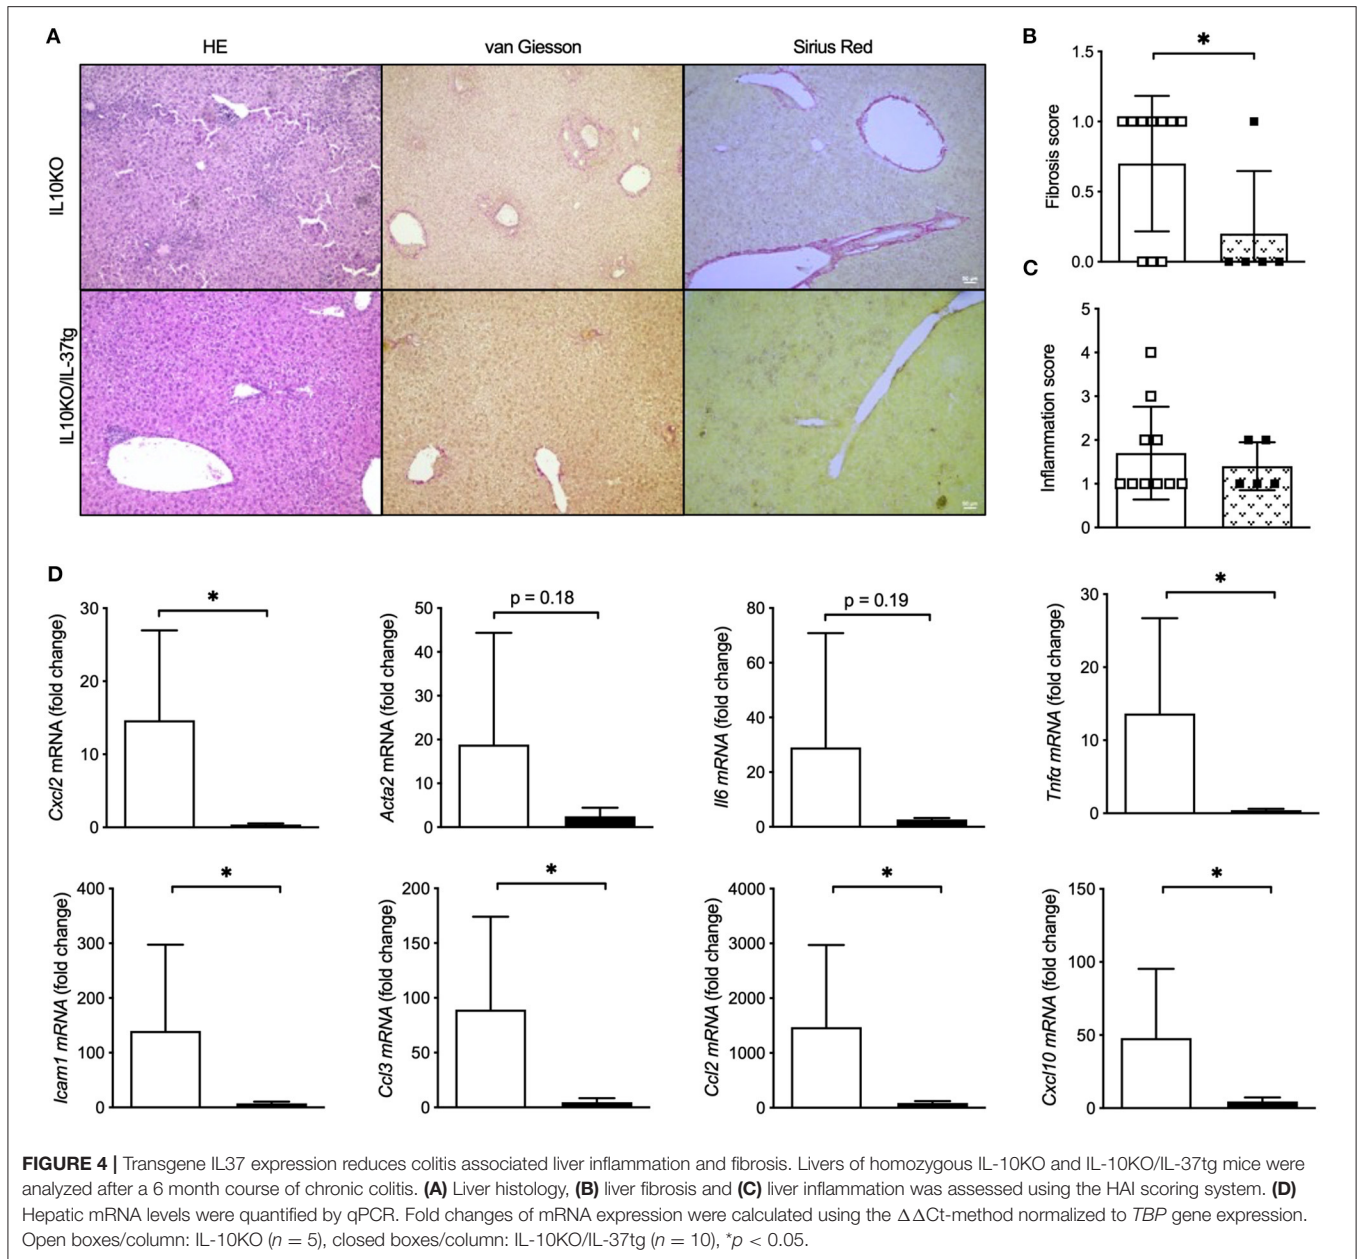 A
HE
van Giesson
Sirius Red
IL10KO
IL10KO/IL-37tg
B
*
Fibrosis score
1.5
1.0
0.5
0.0
C
Inflammation score
5
4
3
2
1
0
D
*
Cxcl2 mRNA (fold change)
30
20
10
0
p = 0.18
Acta2 mRNA (fold change)
50
40
30
20
10
0
p = 0.19
Il6 mRNA (fold change)
80
60
40
20
0
*
Tnfα mRNA (fold change)
30
20
10
0
*
Icam1 mRNA (fold change)
400
300
200
100
0
*
Ccl3 mRNA (fold change)
200
150
100
50
0
*
Ccl2 mRNA (fold change)
4000
3000
2000
1000
0
*
Cxcl10 mRNA (fold change)
150
100
50
0
FIGURE 4 | Transgene IL37 expression reduces colitis associated liver inflammation and fibrosis. Livers of homozygous IL-10KO and IL-10KO/IL-37tg mice were
analyzed after a 6 month course of chronic colitis. (A) Liver histology, (B) liver fibrosis and (C) liver inflammation was assessed using the HAI scoring system. (D)
Hepatic mRNA levels were quantified by qPCR. Fold changes of mRNA expression were calculated using the ΔΔCt-method normalized to TBP gene expression.
Open boxes/column: IL-10KO (n = 5), closed boxes/column: IL-10KO/IL-37tg (n = 10), *p < 0.05.